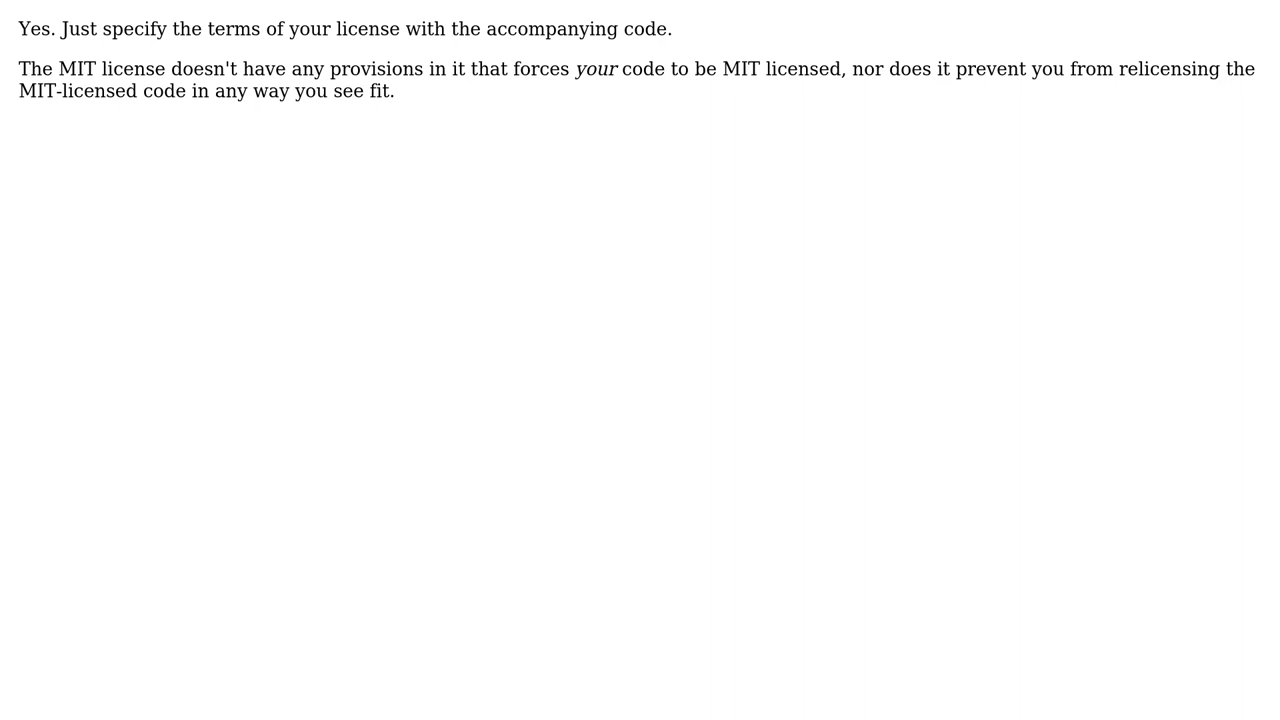 Yes. Just specify the terms of your license with the accompanying code.
The MIT license doesn't have any provisions in it that forces your code to be MIT licensed, nor does it prevent you from relicensing the
MIT-licensed code in any way you see fit.